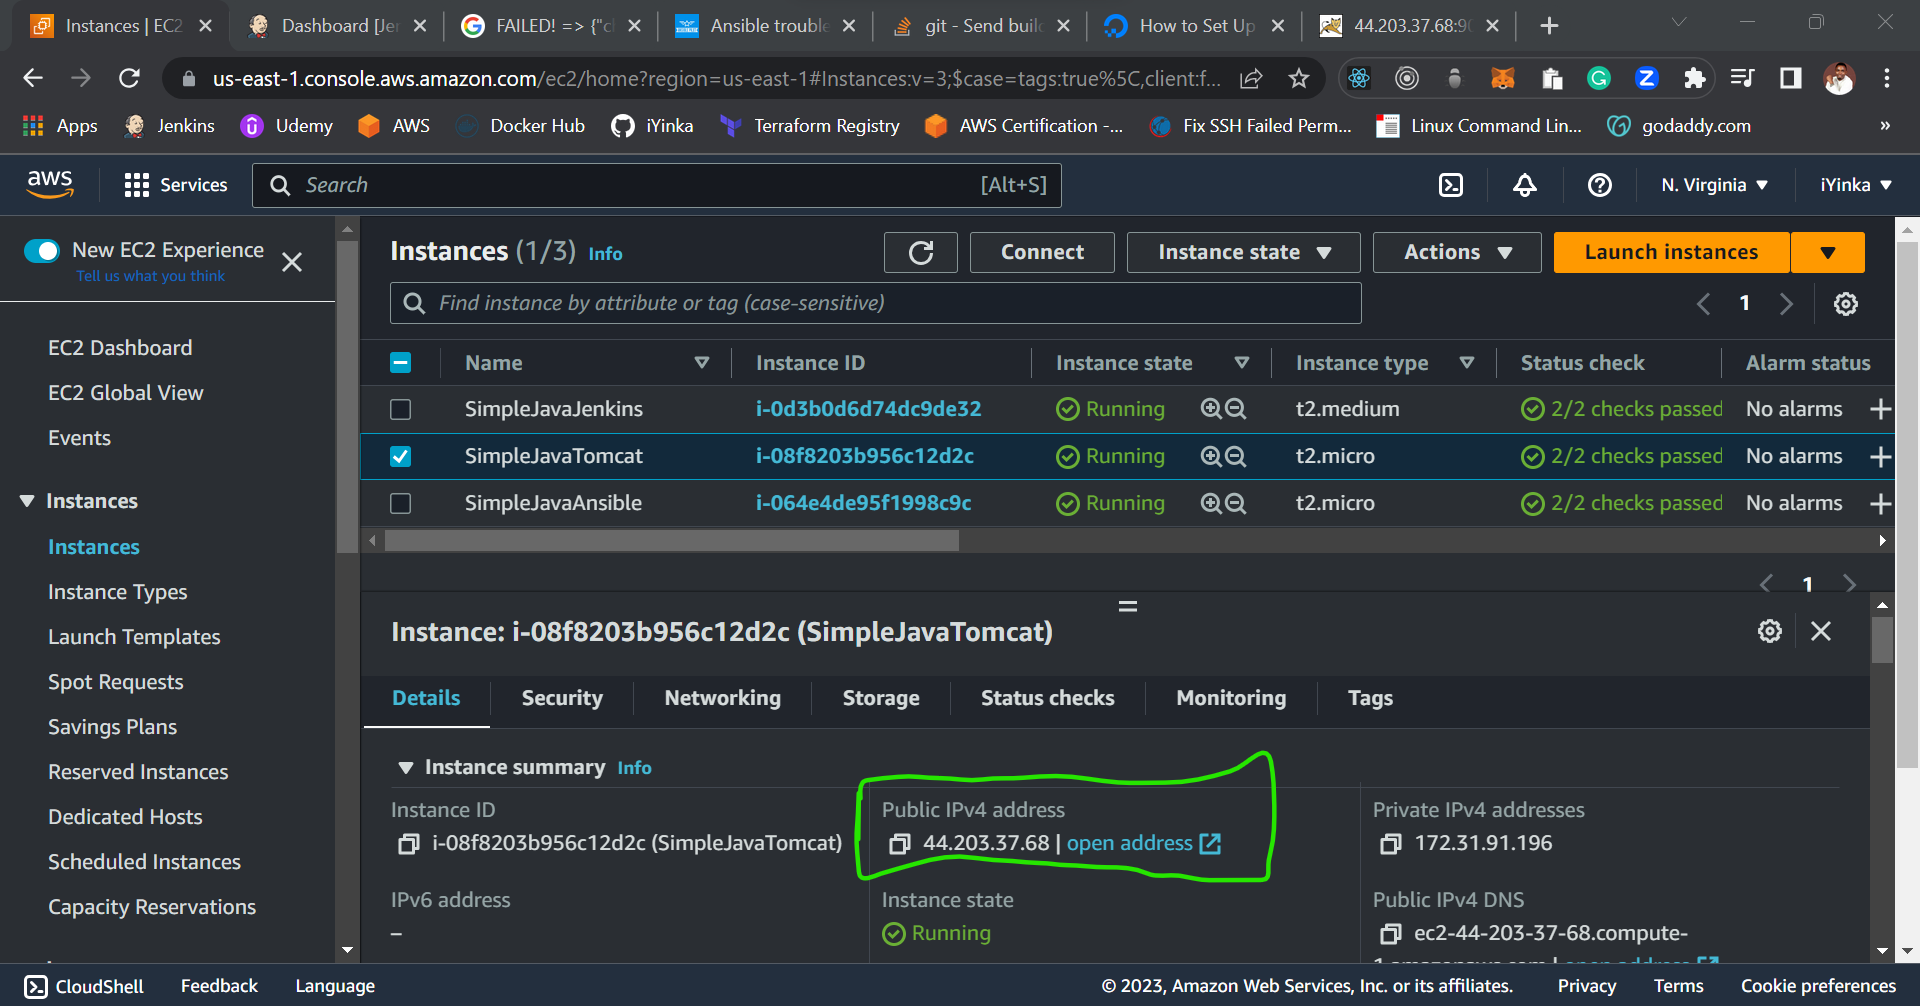 Instances | EC2
Dashboard [Jen
FAILED! => {"ch
Ansible trouble
git - Send build
How to Set Up
44.203.37.68:90
us-east-1.console.aws.amazon.com/ec2/home?region=us-east-1#Instances:v=3;$case=tags:true%5C,client:f...
Apps
Jenkins
Udemy
AWS
Docker Hub
iYinka
Terraform Registry
AWS Certification -...
Fix SSH Failed Perm...
Linux Command Lin...
godaddy.com
»
aws
Services
Search
[Alt+S]
N. Virginia
iYinka
New EC2 Experience
Tell us what you think
EC2 Dashboard
EC2 Global View
Events
Instances
Instances
Instance Types
Launch Templates
Spot Requests
Savings Plans
Reserved Instances
Dedicated Hosts
Scheduled Instances
Capacity Reservations
Instances (1/3) Info
Connect
Instance state
Actions
Launch instances
Find instance by attribute or tag (case-sensitive)
1
Name Instance ID Instance state Instance type Status check Alarm status
SimpleJavaJenkins i-0d3b0d6d74dc9de32 Running t2.medium 2/2 checks passed No alarms
SimpleJavaTomcat i-08f8203b956c12d2c Running t2.micro 2/2 checks passed No alarms
SimpleJavaAnsible i-064e4de95f1998c9c Running t2.micro 2/2 checks passed No alarms
1
Instance: i-08f8203b956c12d2c (SimpleJavaTomcat)
Details Security Networking Storage Status checks Monitoring Tags
Instance summary Info
Instance ID
i-08f8203b956c12d2c (SimpleJavaTomcat)
Public IPv4 address
44.203.37.68 | open address
Private IPv4 addresses
172.31.91.196
IPv6 address
–
Instance state
Running
Public IPv4 DNS
ec2-44-203-37-68.compute-
1.amazonaws.com | open address
CloudShell Feedback Language
© 2023, Amazon Web Services, Inc. or its affiliates. Privacy Terms Cookie preferences